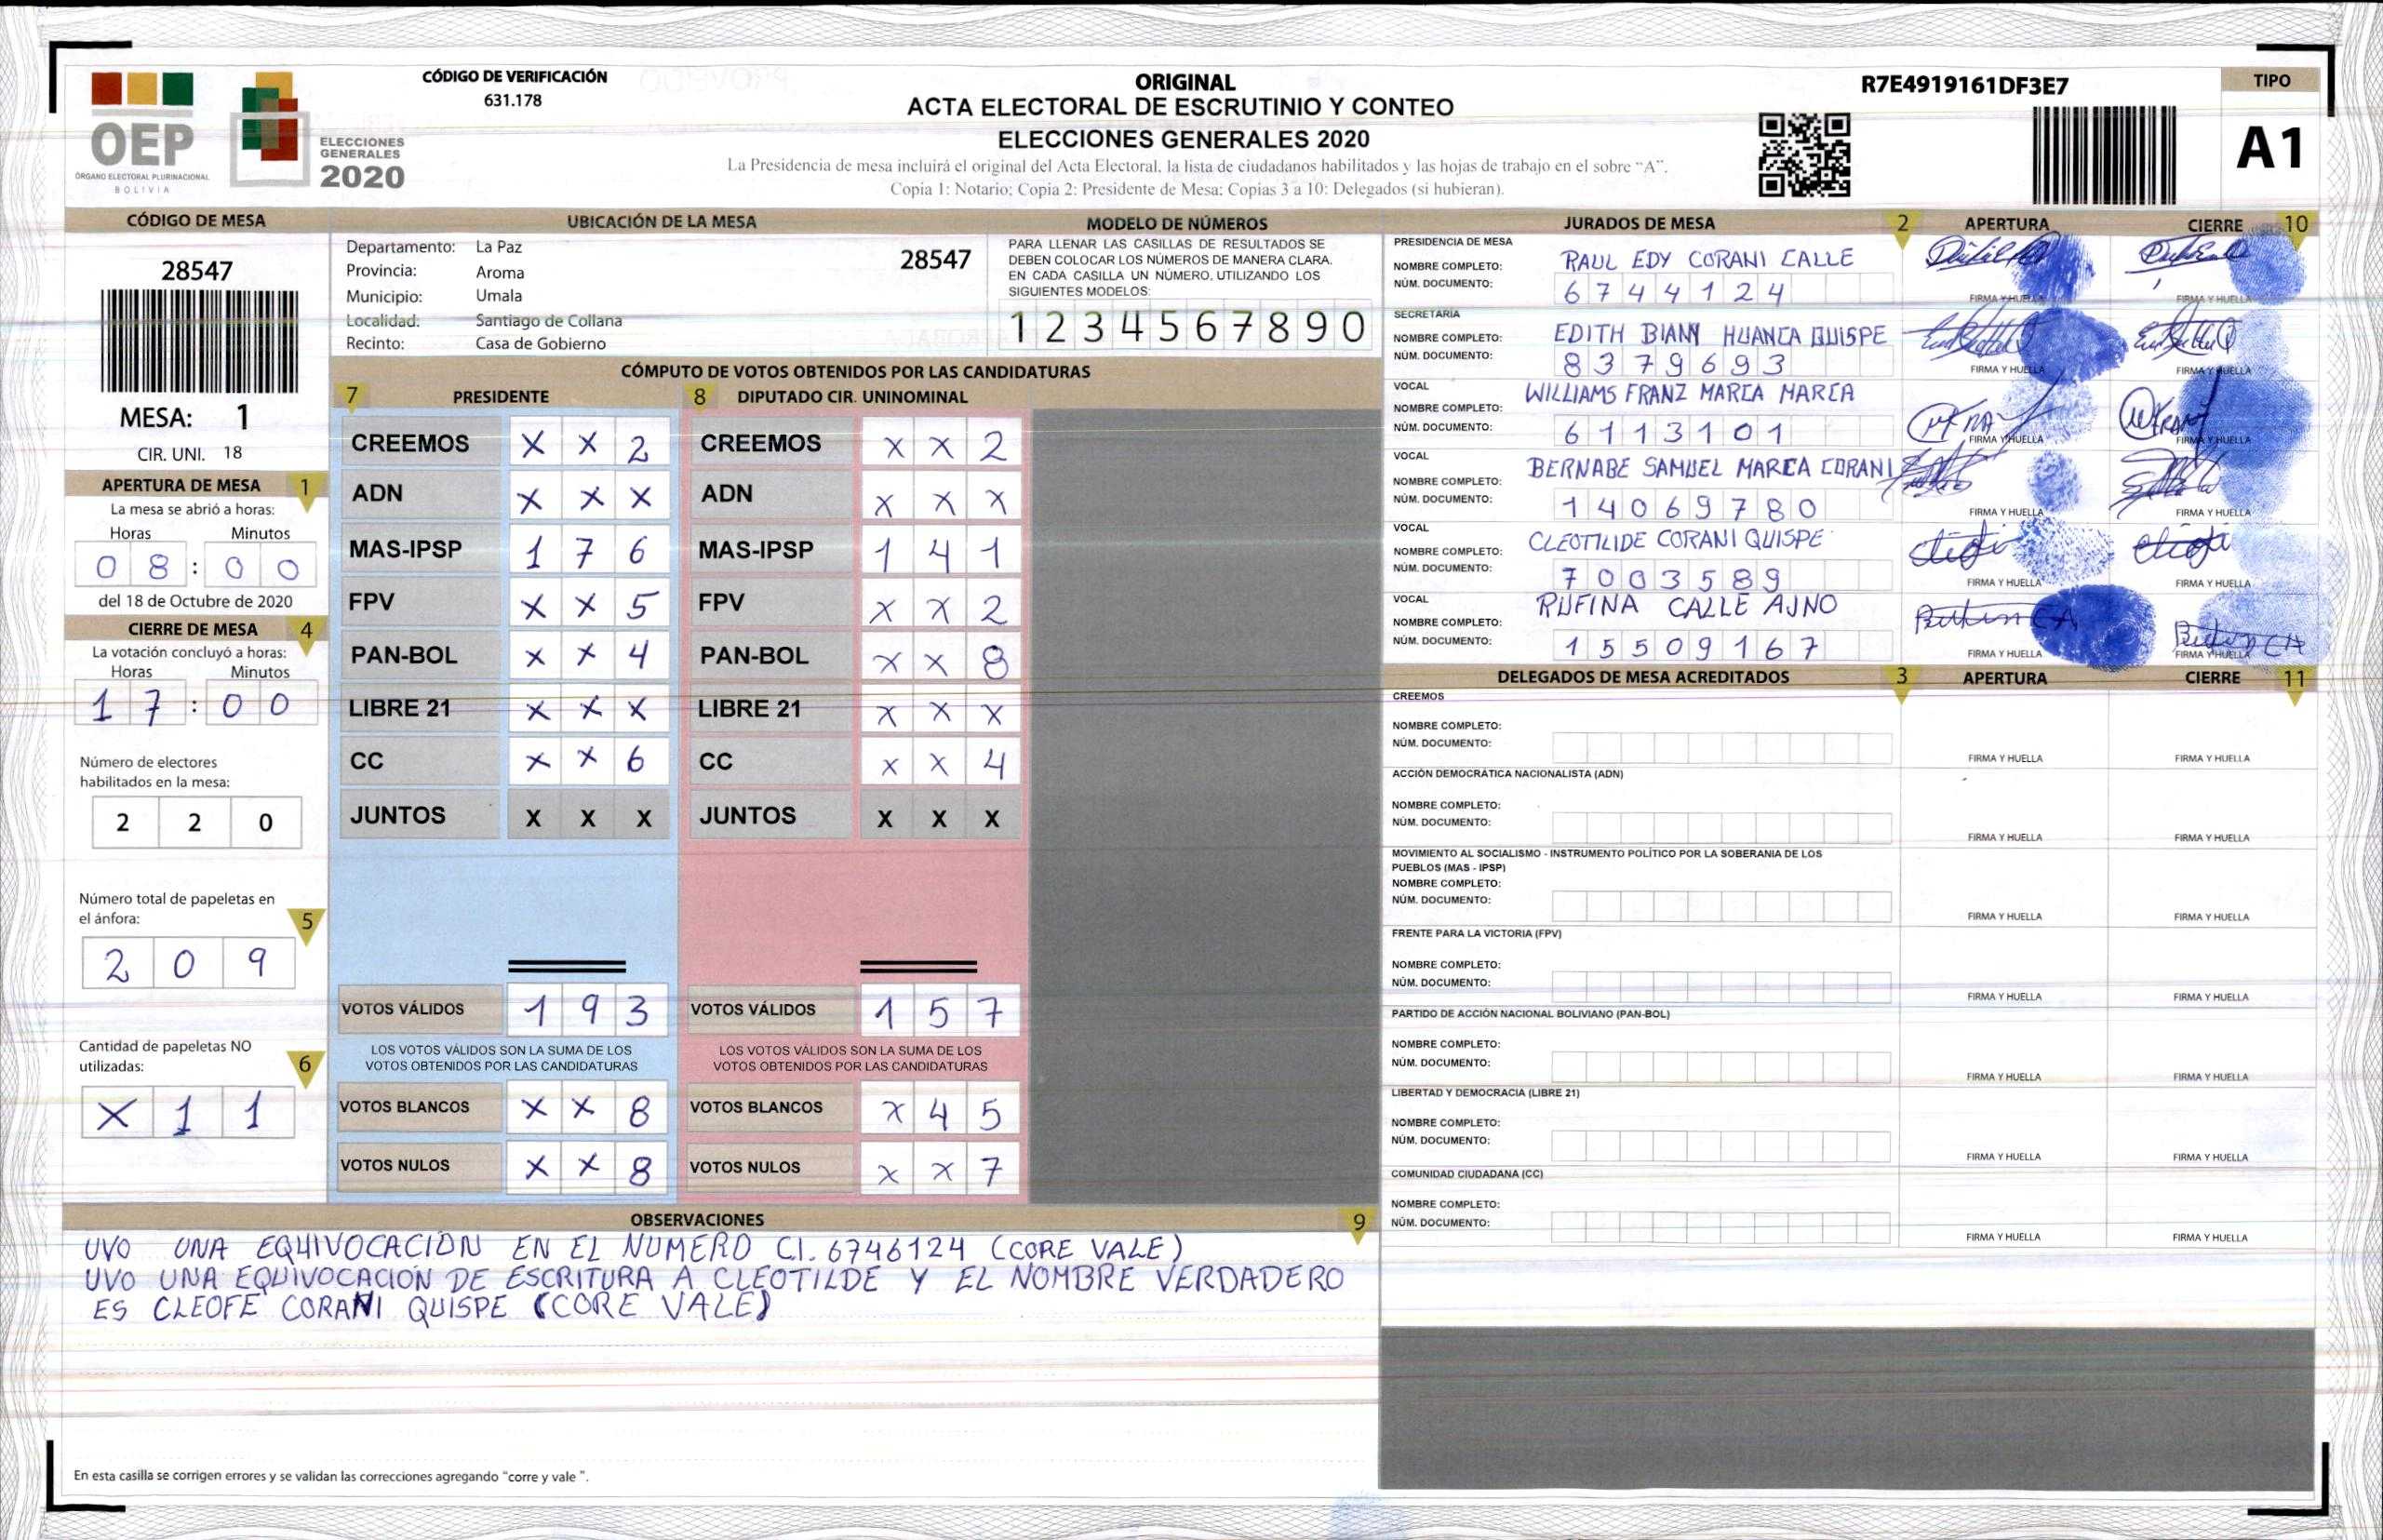 CÓDIGO DE VERIFICACIÓN
631.178
ORIGINAL
ACTA ELECTORAL DE ESCRUTINIO Y CONTEO
ELECCIONES GENERALES 2020
La Presidencia de mesa incluirá el original del Acta Electoral, la lista de ciudadanos habilitados y las hojas de trabajo en el sobre "A".
Copia 1: Notario; Copia 2: Presidente de Mesa; Copias 3 a 10: Delegados (si hubieran).
R7E4919161DF3E7
TIPO
A1
OEP
ÓRGANO ELECTORAL PLURINACIONAL
BOLIVIA
ELECCIONES
GENERALES
2020
CÓDIGO DE MESA
28547
MESA: 1
CIR. UNI. 18
APERTURA DE MESA 1
La mesa se abrió a horas:
Horas Minutos
0 8 : 0 0
del 18 de Octubre de 2020
CIERRE DE MESA 4
La votación concluyó a horas:
Horas Minutos
1 7 : 0 0
Número de electores
habilitados en la mesa:
2 2 0
Número total de papeletas en
el ánfora: 5
2 0 9
Cantidad de papeletas NO
utilizadas: 6
X 1 1
UBICACIÓN DE LA MESA
Departamento: La Paz
28547
Provincia: Aroma
Municipio: Umala
Localidad: Santiago de Collana
Recinto: Casa de Gobierno
MODELO DE NÚMEROS
PARA LLENAR LAS CASILLAS DE RESULTADOS SE
DEBEN COLOCAR LOS NÚMEROS DE MANERA CLARA.
EN CADA CASILLA UN NÚMERO, UTILIZANDO LOS
SIGUIENTES MODELOS:
1 2 3 4 5 6 7 8 9 0
CÓMPUTO DE VOTOS OBTENIDOS POR LAS CANDIDATURAS
7 PRESIDENTE 8 DIPUTADO CIR. UNINOMINAL
CREEMOS X X 2 CREEMOS X X 2
ADN X X X ADN X X X
MAS-IPSP 1 7 6 MAS-IPSP 1 4 1
FPV X X 5 FPV X X 2
PAN-BOL X X 4 PAN-BOL X X 8
LIBRE 21 X X X LIBRE 21 X X X
CC X X 6 CC X X 4
JUNTOS X X X JUNTOS X X X
VOTOS VÁLIDOS 1 9 3 VOTOS VÁLIDOS 1 5 7
LOS VOTOS VÁLIDOS SON LA SUMA DE LOS LOS VOTOS VÁLIDOS SON LA SUMA DE LOS
VOTOS OBTENIDOS POR LAS CANDIDATURAS VOTOS OBTENIDOS POR LAS CANDIDATURAS
VOTOS BLANCOS X X 8 VOTOS BLANCOS X 4 5
VOTOS NULOS X X 8 VOTOS NULOS X X 7
OBSERVACIONES 9
UVO UNA EQUIVOCACIÓN EN EL NUMERO CI. 6746124 (CORE VALE)
UVO UNA EQUIVOCACION DE ESCRITURA A CLEOTILDE Y EL NOMBRE VERDADERO
ES CLEOFE CORANI QUISPE (CORE VALE)
En esta casilla se corrigen errores y se validan las correcciones agregando "corre y vale ".
JURADOS DE MESA 2 APERTURA CIERRE 10
PRESIDENCIA DE MESA
NOMBRE COMPLETO: RAUL EDY CORANI CALLE
NÚM. DOCUMENTO: 6 7 4 4 1 2 4
FIRMA Y HUELLA FIRMA Y HUELLA
SECRETARÍA
NOMBRE COMPLETO: EDITH BIANY HUANCA QUISPE
NÚM. DOCUMENTO: 8 3 7 9 6 9 3
FIRMA Y HUELLA FIRMA Y HUELLA
VOCAL
NOMBRE COMPLETO: WILLIAMS FRANZ MARCA MARCA
NÚM. DOCUMENTO: 6 1 1 3 1 0 1
FIRMA Y HUELLA FIRMA Y HUELLA
VOCAL
NOMBRE COMPLETO: BERNABE SAMUEL MARCA CORANI
NÚM. DOCUMENTO: 1 4 0 6 9 7 8 0
FIRMA Y HUELLA FIRMA Y HUELLA
VOCAL
NOMBRE COMPLETO: CLEOTILIDE CORANI QUISPE
NÚM. DOCUMENTO: 7 0 0 3 5 8 9
FIRMA Y HUELLA FIRMA Y HUELLA
VOCAL
NOMBRE COMPLETO: RUFINA CALLE AJNO
NÚM. DOCUMENTO: 1 5 5 0 9 1 6 7
FIRMA Y HUELLA FIRMA Y HUELLA
DELEGADOS DE MESA ACREDITADOS 3 APERTURA CIERRE 11
CREEMOS
NOMBRE COMPLETO:
NÚM. DOCUMENTO:
FIRMA Y HUELLA FIRMA Y HUELLA
ACCIÓN DEMOCRÁTICA NACIONALISTA (ADN)
NOMBRE COMPLETO:
NÚM. DOCUMENTO:
FIRMA Y HUELLA FIRMA Y HUELLA
MOVIMIENTO AL SOCIALISMO - INSTRUMENTO POLÍTICO POR LA SOBERANIA DE LOS
PUEBLOS (MAS - IPSP)
NOMBRE COMPLETO:
NÚM. DOCUMENTO:
FIRMA Y HUELLA FIRMA Y HUELLA
FRENTE PARA LA VICTORIA (FPV)
NOMBRE COMPLETO:
NÚM. DOCUMENTO:
FIRMA Y HUELLA FIRMA Y HUELLA
PARTIDO DE ACCIÓN NACIONAL BOLIVIANO (PAN-BOL)
NOMBRE COMPLETO:
NÚM. DOCUMENTO:
FIRMA Y HUELLA FIRMA Y HUELLA
LIBERTAD Y DEMOCRACIA (LIBRE 21)
NOMBRE COMPLETO:
NÚM. DOCUMENTO:
FIRMA Y HUELLA FIRMA Y HUELLA
COMUNIDAD CIUDADANA (CC)
NOMBRE COMPLETO:
NÚM. DOCUMENTO:
FIRMA Y HUELLA FIRMA Y HUELLA